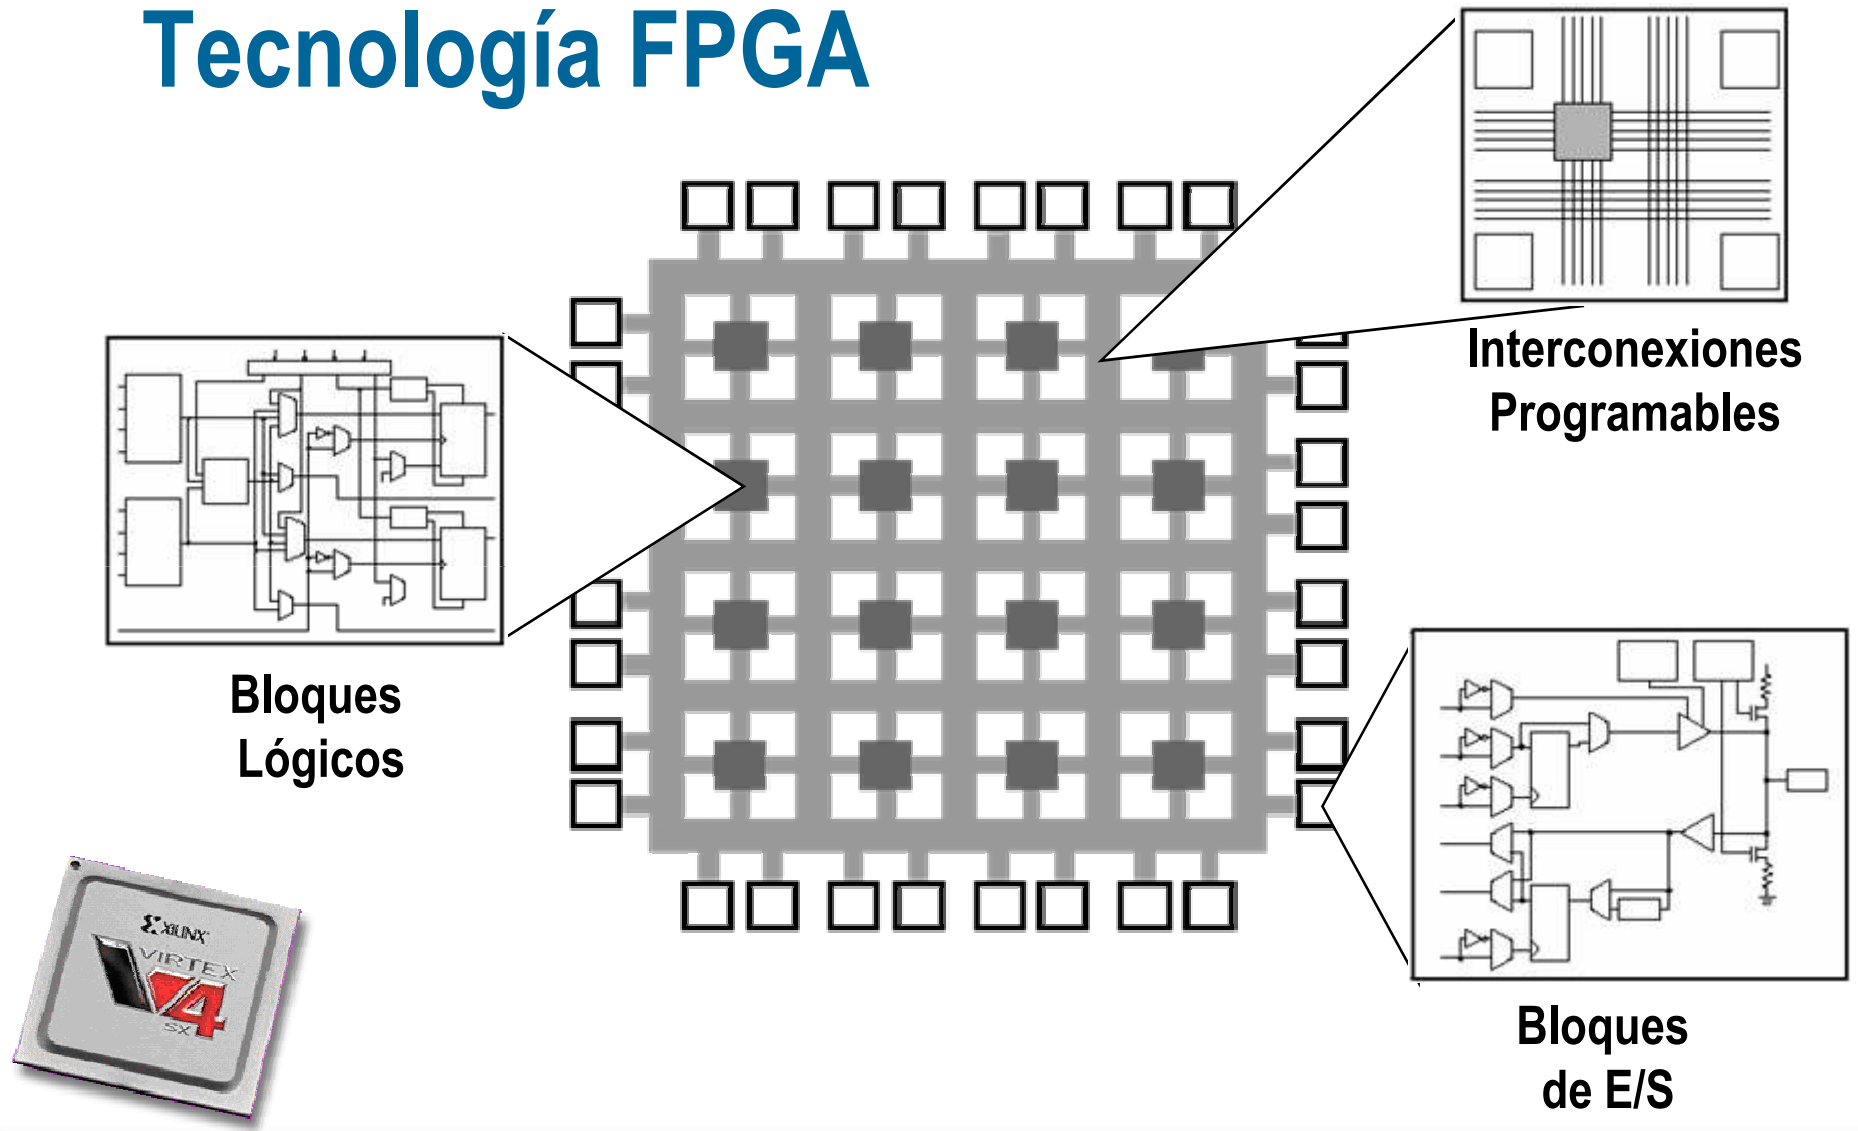 Tecnología FPGA
Interconexiones
Programables
Bloques
Lógicos
XILINX
VIRTEX
4
SX
Bloques
de E/S